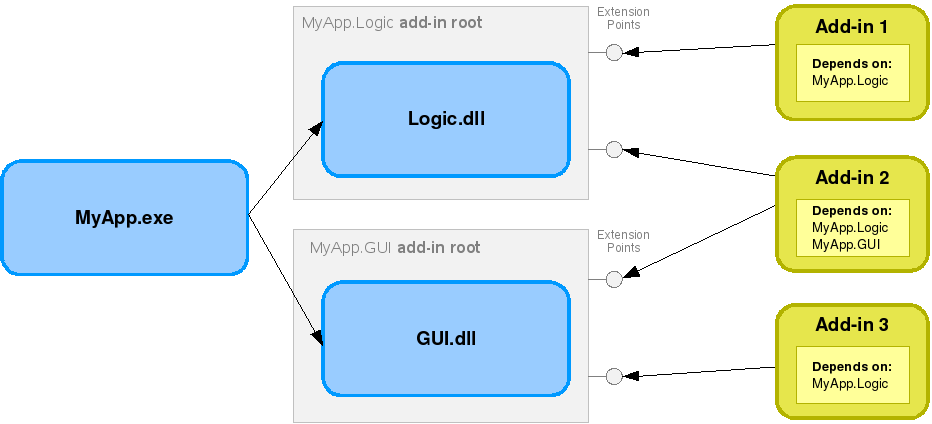 MyApp.Logic add-in root
Extension
Points
Logic.dll
Add-in 1
Depends on:
MyApp.Logic
MyApp.exe
Add-in 2
Depends on:
MyApp.Logic
MyApp.GUI
MyApp.GUI add-in root
Extension
Points
GUI.dll
Add-in 3
Depends on:
MyApp.Logic